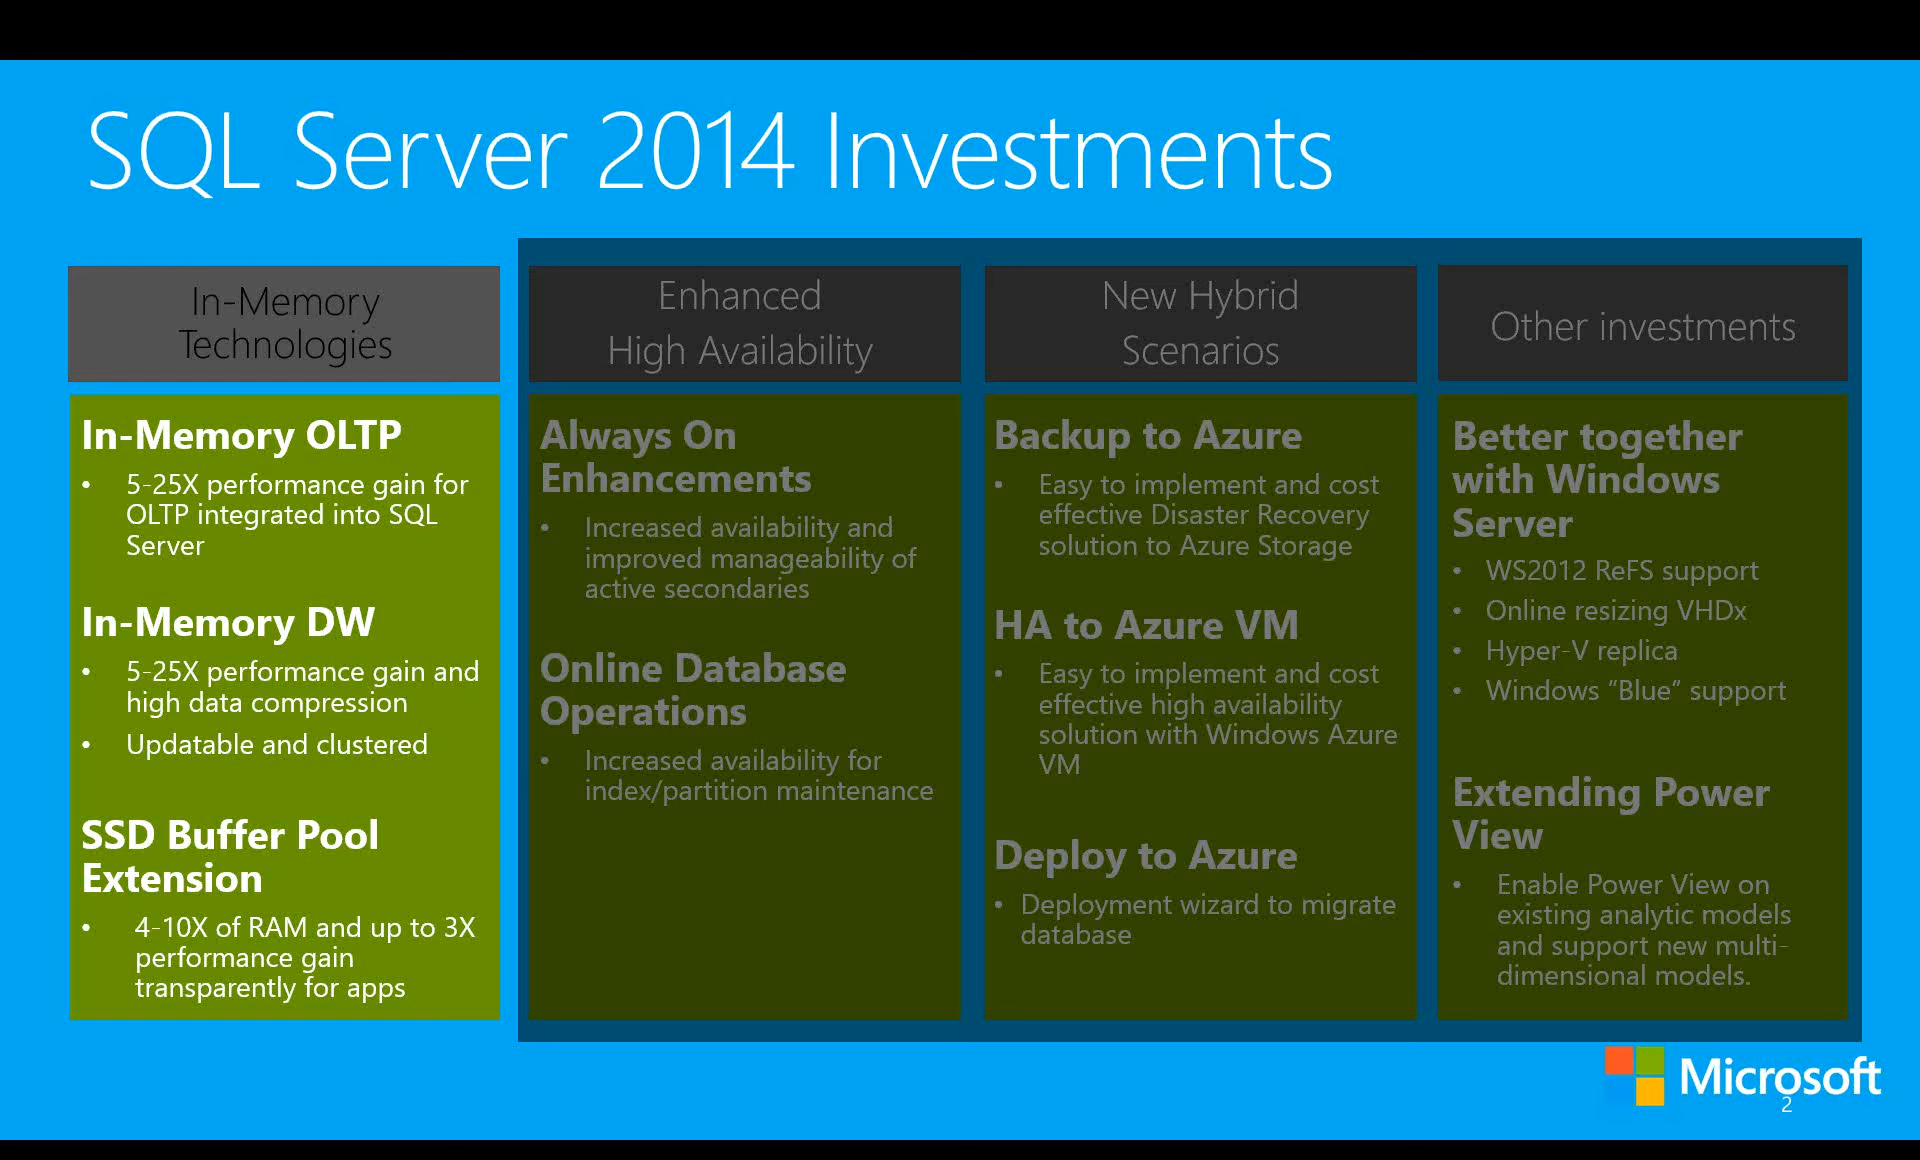 SQL Server 2014 Investments
In-Memory
Technologies
In-Memory OLTP
• 5-25X performance gain for
OLTP integrated into SQL
Server
In-Memory DW
• 5-25X performance gain and
high data compression
• Updatable and clustered
SSD Buffer Pool
Extension
• 4-10X of RAM and up to 3X
performance gain
transparently for apps
Enhanced
High Availability
Always On
Enhancements
• Increased availability and
improved manageability of
active secondaries
Online Database
Operations
• Increased availability for
index/partition maintenance
New Hybrid
Scenarios
Backup to Azure
• Easy to implement and cost
effective Disaster Recovery
solution to Azure Storage
HA to Azure VM
• Easy to implement and cost
effective high availability
solution with Windows Azure
VM
Deploy to Azure
• Deployment wizard to migrate
database
Other investments
Better together
with Windows
Server
• WS2012 ReFS support
• Online resizing VHDx
• Hyper-V replica
• Windows “Blue” support
Extending Power
View
• Enable Power View on
existing analytic models
and support new multi-
dimensional models.
Microsoft
2